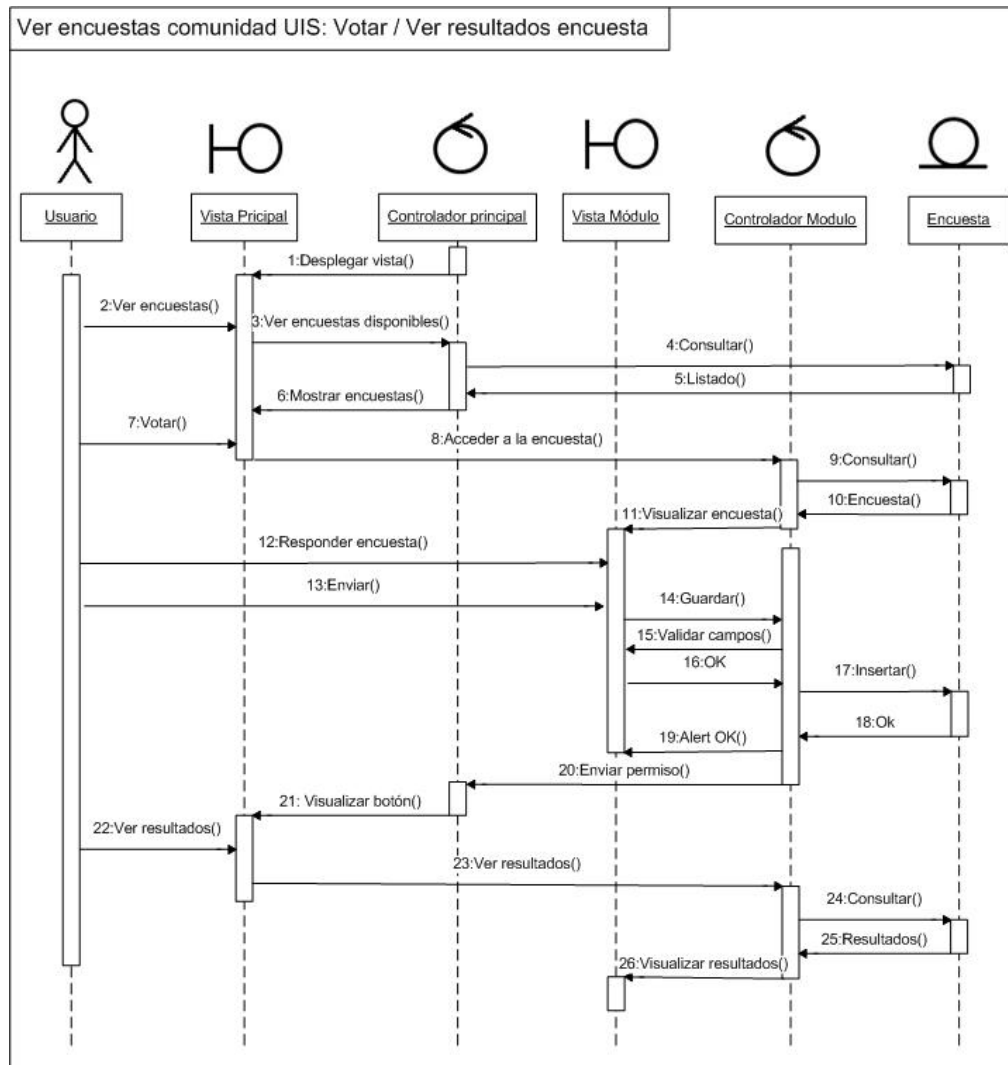 Ver encuestas comunidad UIS: Votar / Ver resultados encuesta
Usuario
Vista Pricipal
Controlador principal
Vista Módulo
Controlador Modulo
Encuesta
1:Desplegar vista()
2:Ver encuestas()
3:Ver encuestas disponibles()
4:Consultar()
5:Listado()
6:Mostrar encuestas()
7:Votar()
8:Acceder a la encuesta()
9:Consultar()
10:Encuesta()
11:Visualizar encuesta()
12:Responder encuesta()
13:Enviar()
14:Guardar()
15:Validar campos()
16:OK
17:Insertar()
18:Ok
19:Alert OK()
20:Enviar permiso()
21: Visualizar botón()
22:Ver resultados()
23:Ver resultados()
24:Consultar()
25:Resultados()
26:Visualizar resultados()